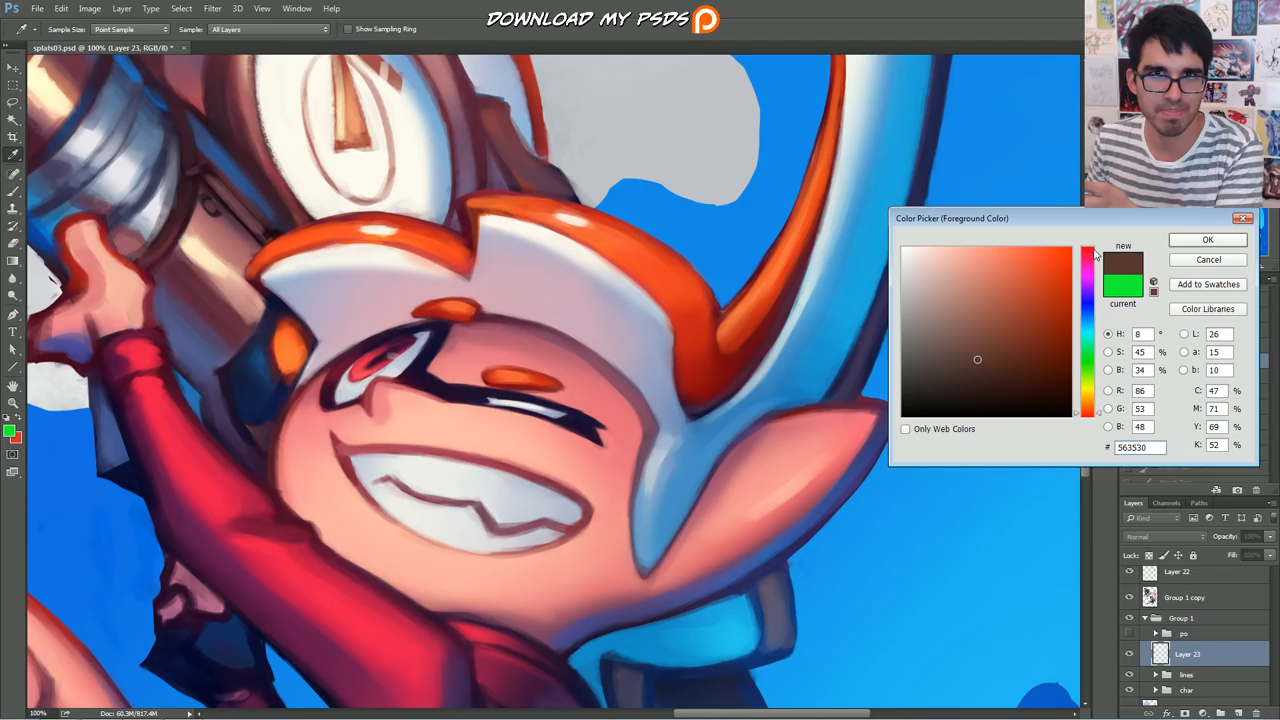 DOWNLOAD MY PSDS
Ps File Edit Image Layer Type Select Filter 3D View Window Help
Sample Size: Point Sample Sample: All Layers Show Sampling Ring
splats03.psd @ 100% (Layer 23, RGB/8) *
Color Picker (Foreground Color)
new
current
OK
Cancel
Add to Swatches
Color Libraries
H: 8 ° L: 26
S: 45 % a: 15
B: 34 % b: 10
R: 86 C: 47 %
G: 53 M: 71 %
B: 48 Y: 69 %
# 563530 K: 52 %
Only Web Colors
Layers Channels Paths
Kind
Normal Opacity: 100%
Lock: Fill: 100%
Layer 22
Group 1 copy
Group 1
po
Layer 23
lines
char
100% Doc: 60.3M/817.4M